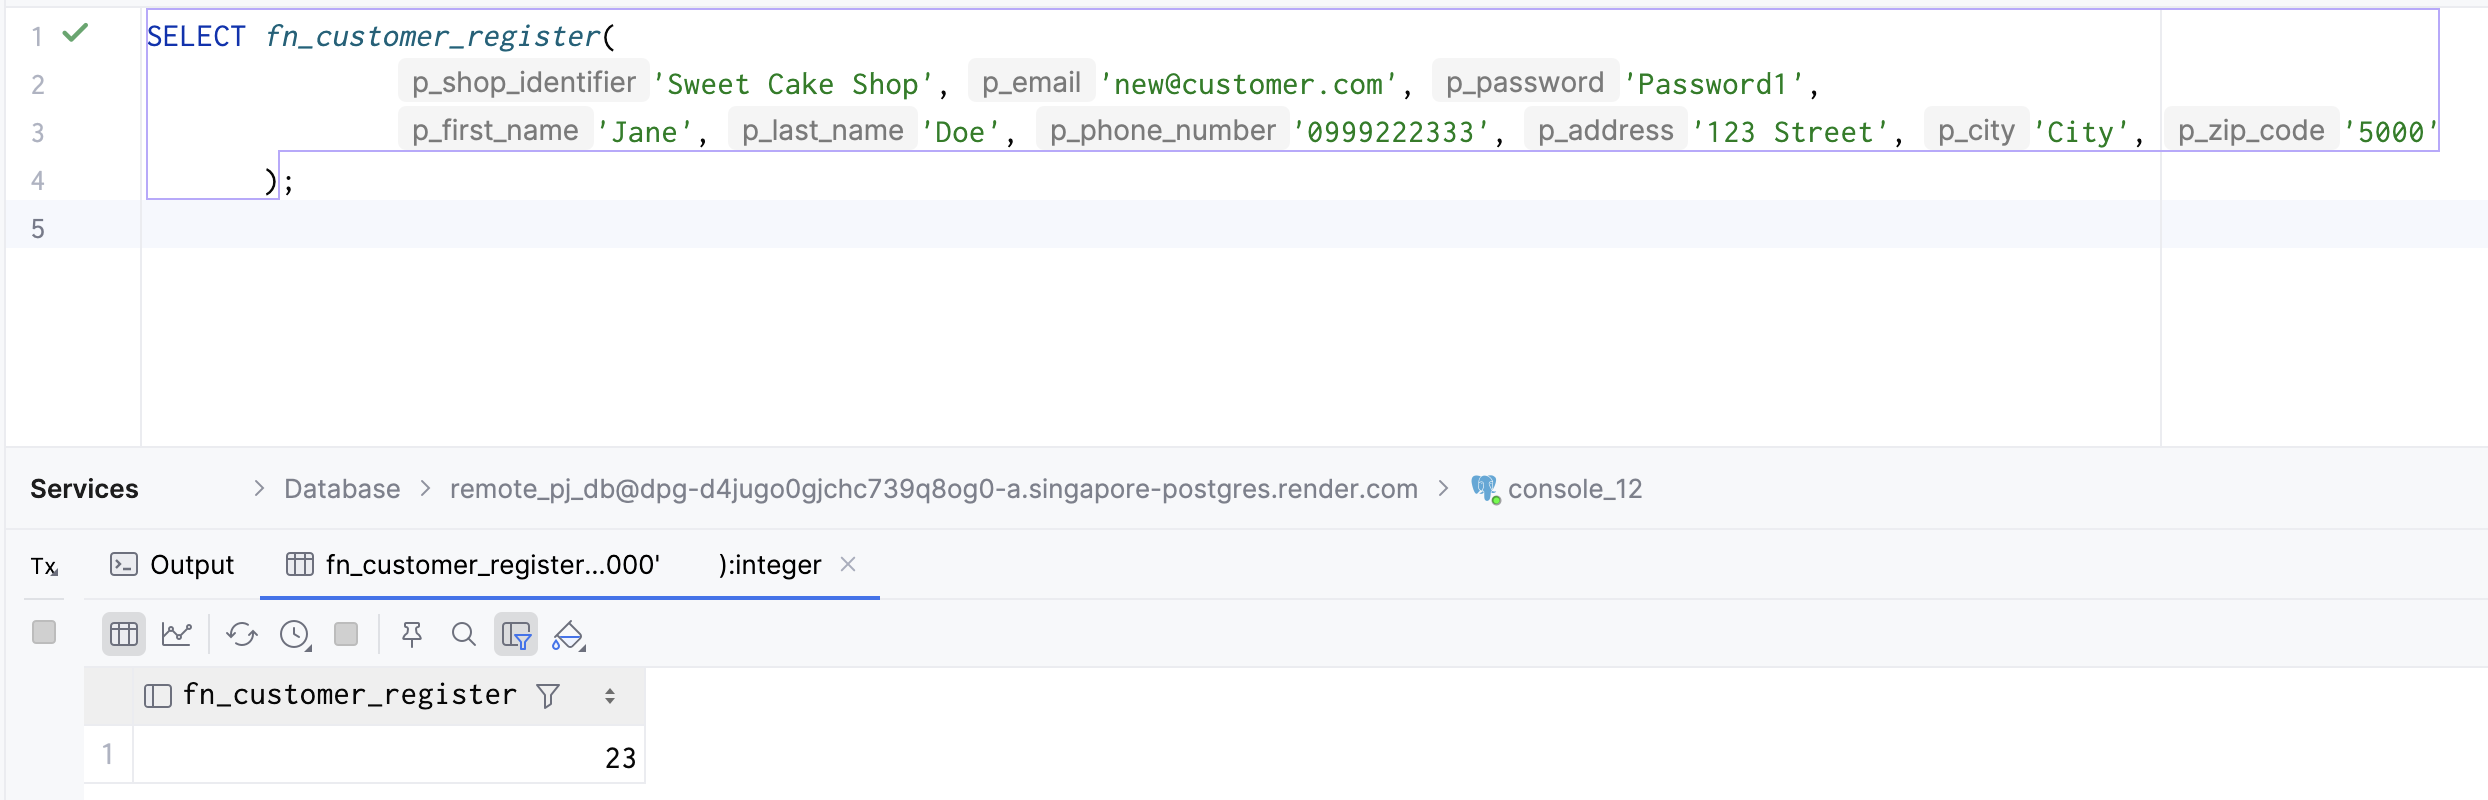 1 SELECT fn_customer_register(
2 p_shop_identifier 'Sweet Cake Shop', p_email 'new@customer.com', p_password 'Password1',
3 p_first_name 'Jane', p_last_name 'Doe', p_phone_number '0999222333', p_address '123 Street', p_city 'City', p_zip_code '5000'
4 );
5
Services > Database > remote_pj_db@dpg-d4jugo0gjchc739q8og0-a.singapore-postgres.render.com > console_12
Tx Output fn_customer_register...000' ):integer
fn_customer_register
1 23